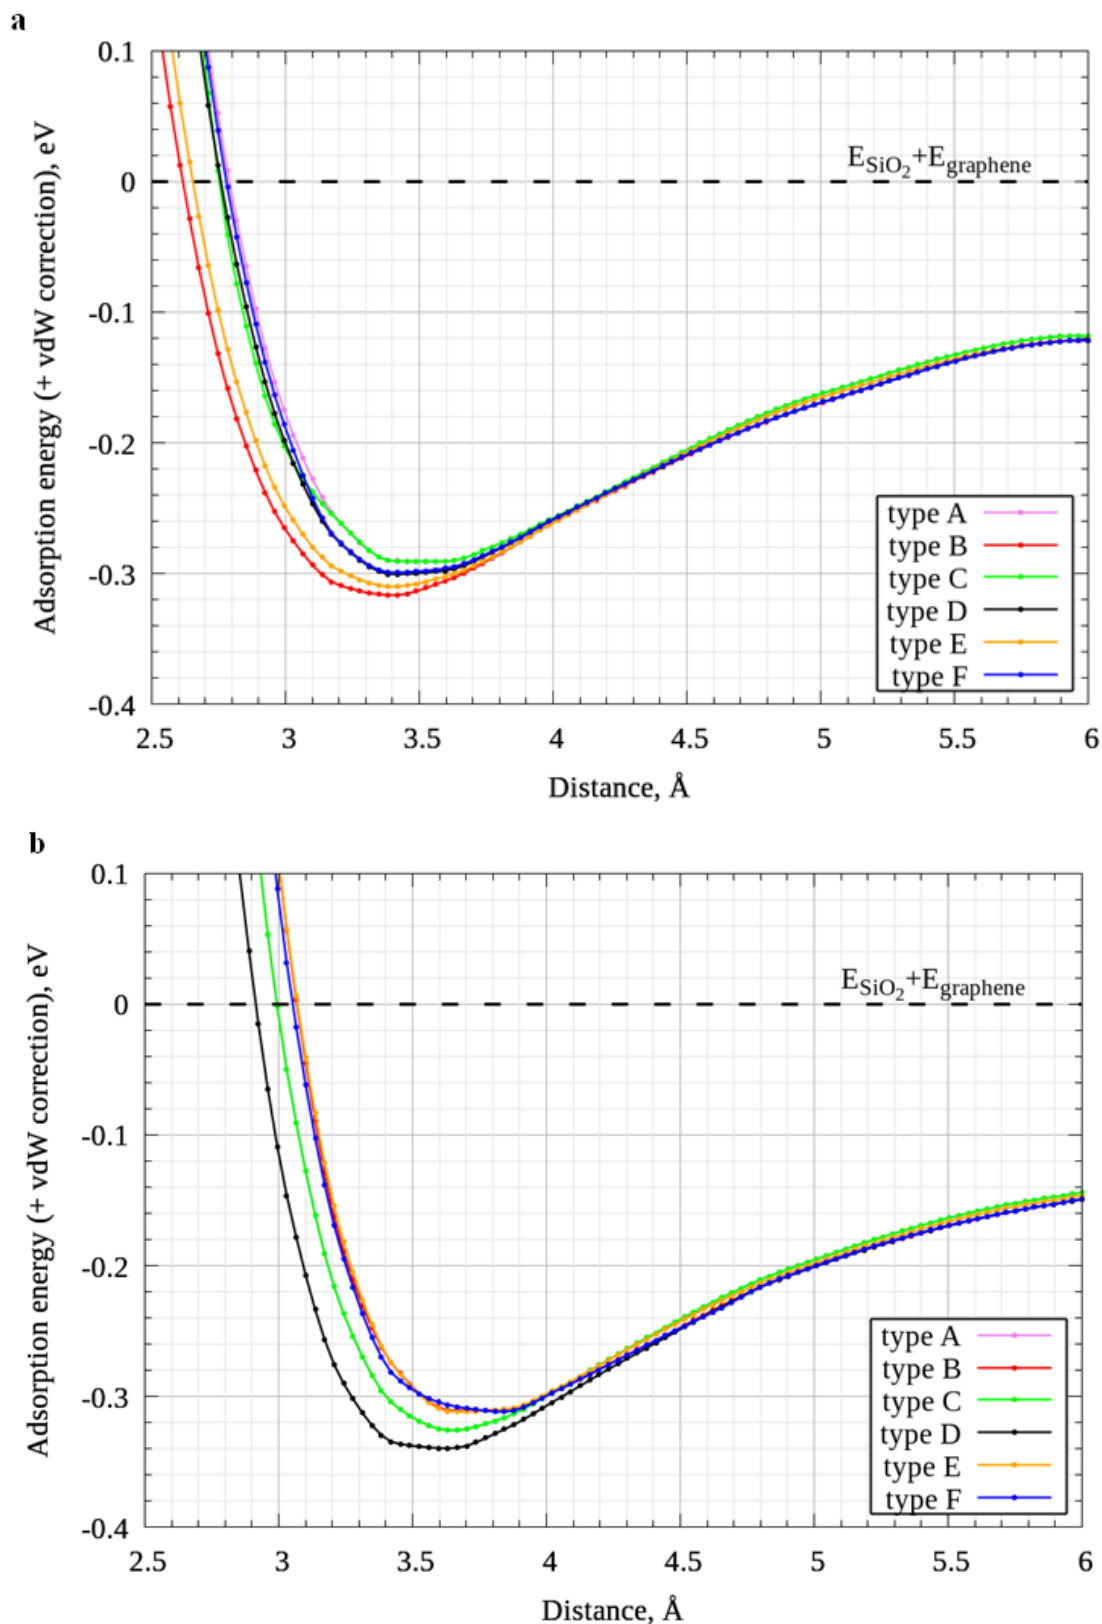 a
0.1
0
-0.1
-0.2
-0.3
-0.4
Adsorption energy (+ vdW correction), eV
E_SiO2+E_graphene
type A
type B
type C
type D
type E
type F
2.5 3 3.5 4 4.5 5 5.5 6
Distance, Å
b
0.1
0
-0.1
-0.2
-0.3
-0.4
Adsorption energy (+ vdW correction), eV
E_SiO2+E_graphene
type A
type B
type C
type D
type E
type F
2.5 3 3.5 4 4.5 5 5.5 6
Distance, Å